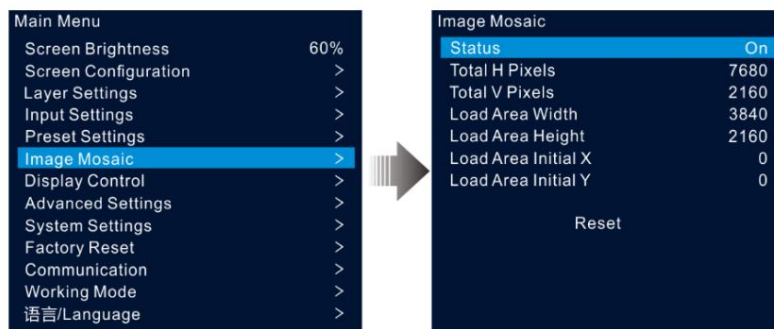 Main Menu
Screen Brightness 60%
Screen Configuration >
Layer Settings >
Input Settings >
Preset Settings >
Image Mosaic >
Display Control >
Advanced Settings >
System Settings >
Factory Reset >
Communication >
Working Mode >
语言/Language >
Image Mosaic
Status On
Total H Pixels 7680
Total V Pixels 2160
Load Area Width 3840
Load Area Height 2160
Load Area Initial X 0
Load Area Initial Y 0
Reset